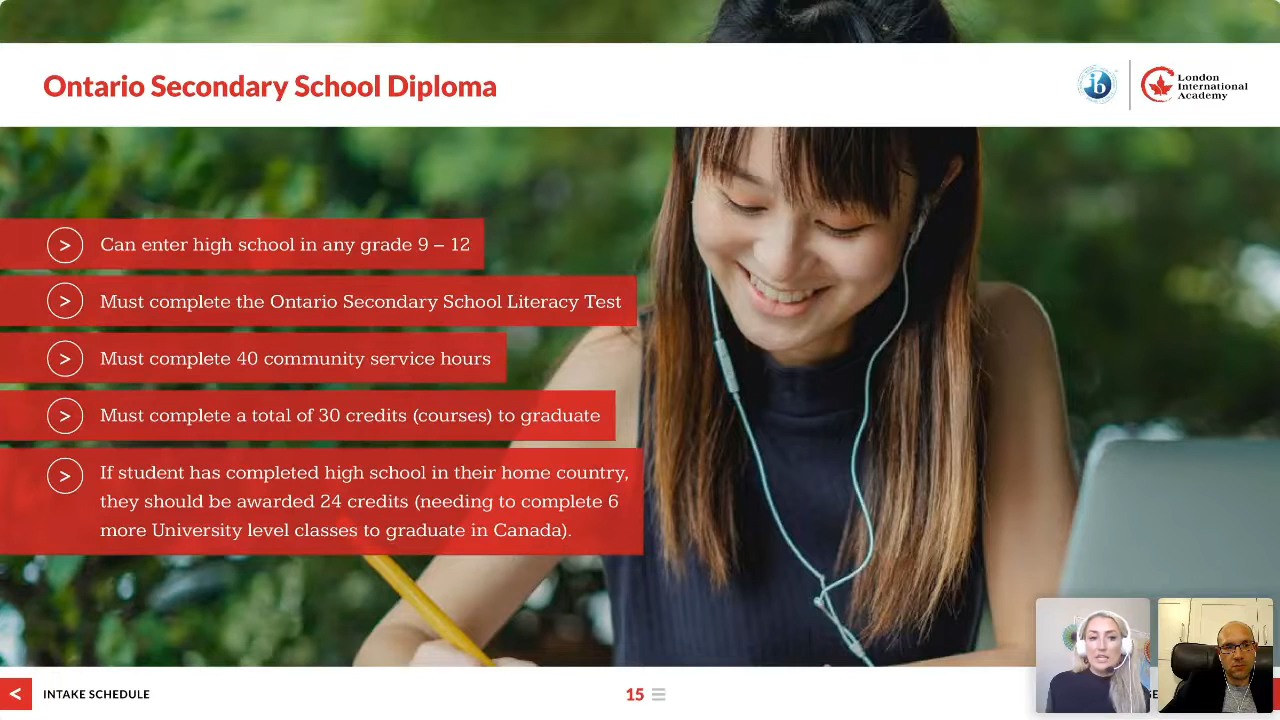 Ontario Secondary School Diploma
ib
London
International
Academy
> Can enter high school in any grade 9 – 12
> Must complete the Ontario Secondary School Literacy Test
> Must complete 40 community service hours
> Must complete a total of 30 credits (courses) to graduate
> If student has completed high school in their home country,
they should be awarded 24 credits (needing to complete 6
more University level classes to graduate in Canada).
< INTAKE SCHEDULE
15